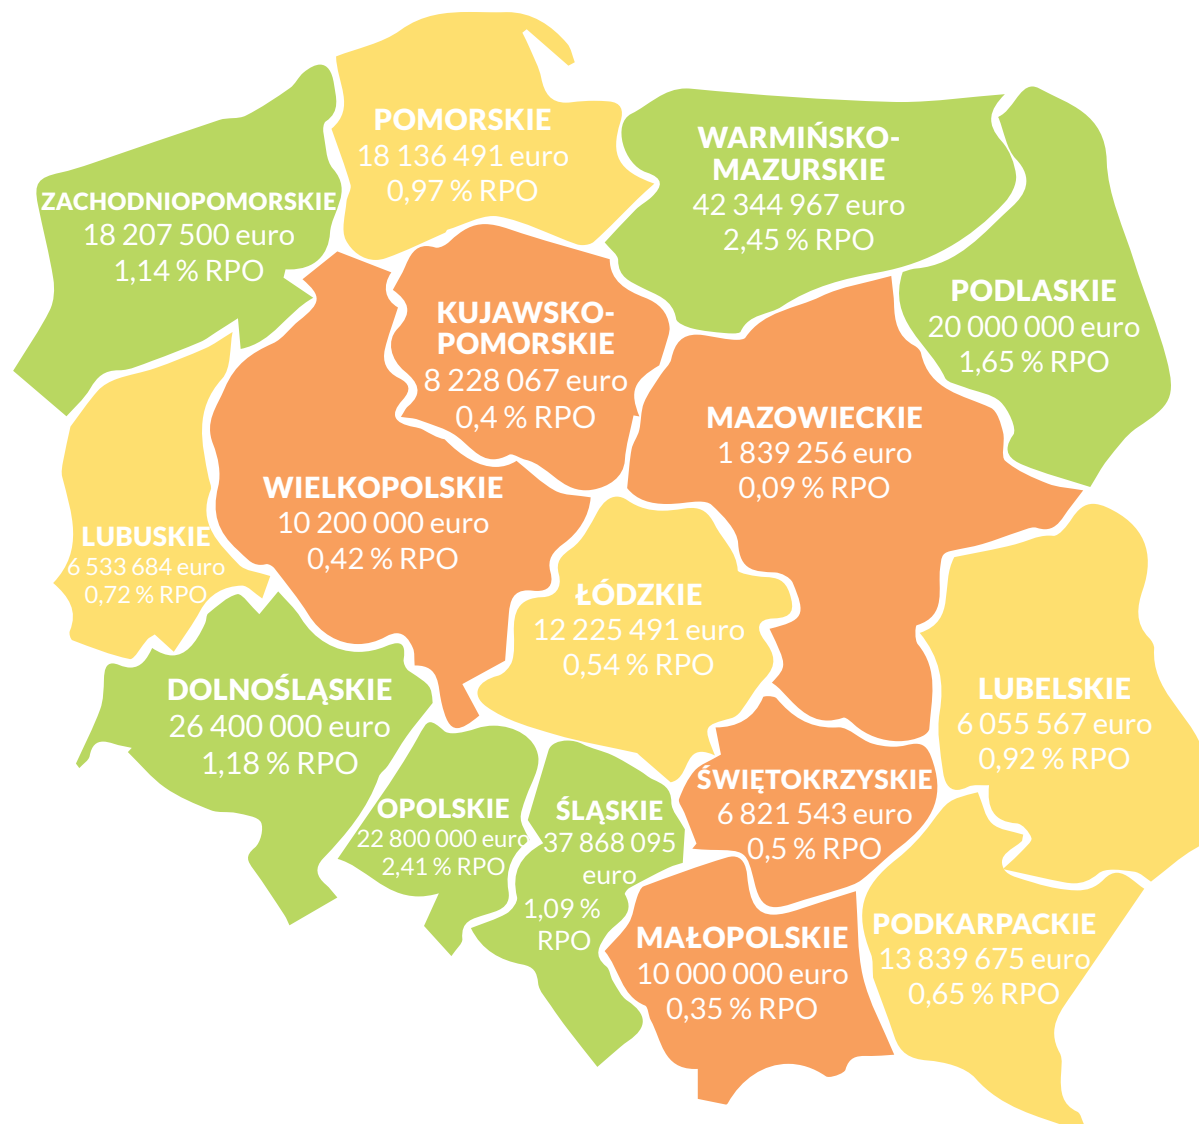 POMORSKIE
18 136 491 euro
0,97 % RPO
WARMIŃSKO-
MAZURSKIE
42 344 967 euro
2,45 % RPO
ZACHODNIOPOMORSKIE
18 207 500 euro
1,14 % RPO
PODLASKIE
20 000 000 euro
1,65 % RPO
KUJAWSKO-
POMORSKIE
8 228 067 euro
0,4 % RPO
MAZOWIECKIE
1 839 256 euro
0,09 % RPO
WIELKOPOLSKIE
10 200 000 euro
0,42 % RPO
LUBUSKIE
6 533 684 euro
0,72 % RPO
ŁÓDZKIE
12 225 491 euro
0,54 % RPO
DOLNOŚLĄSKIE
26 400 000 euro
1,18 % RPO
LUBELSKIE
6 055 567 euro
0,92 % RPO
OPOLSKIE
22 800 000 euro
2,41 % RPO
ŚLĄSKIE
37 868 095
euro
1,09 %
RPO
ŚWIĘTOKRZYSKIE
6 821 543 euro
0,5 % RPO
MAŁOPOLSKIE
10 000 000 euro
0,35 % RPO
PODKARPACKIE
13 839 675 euro
0,65 % RPO